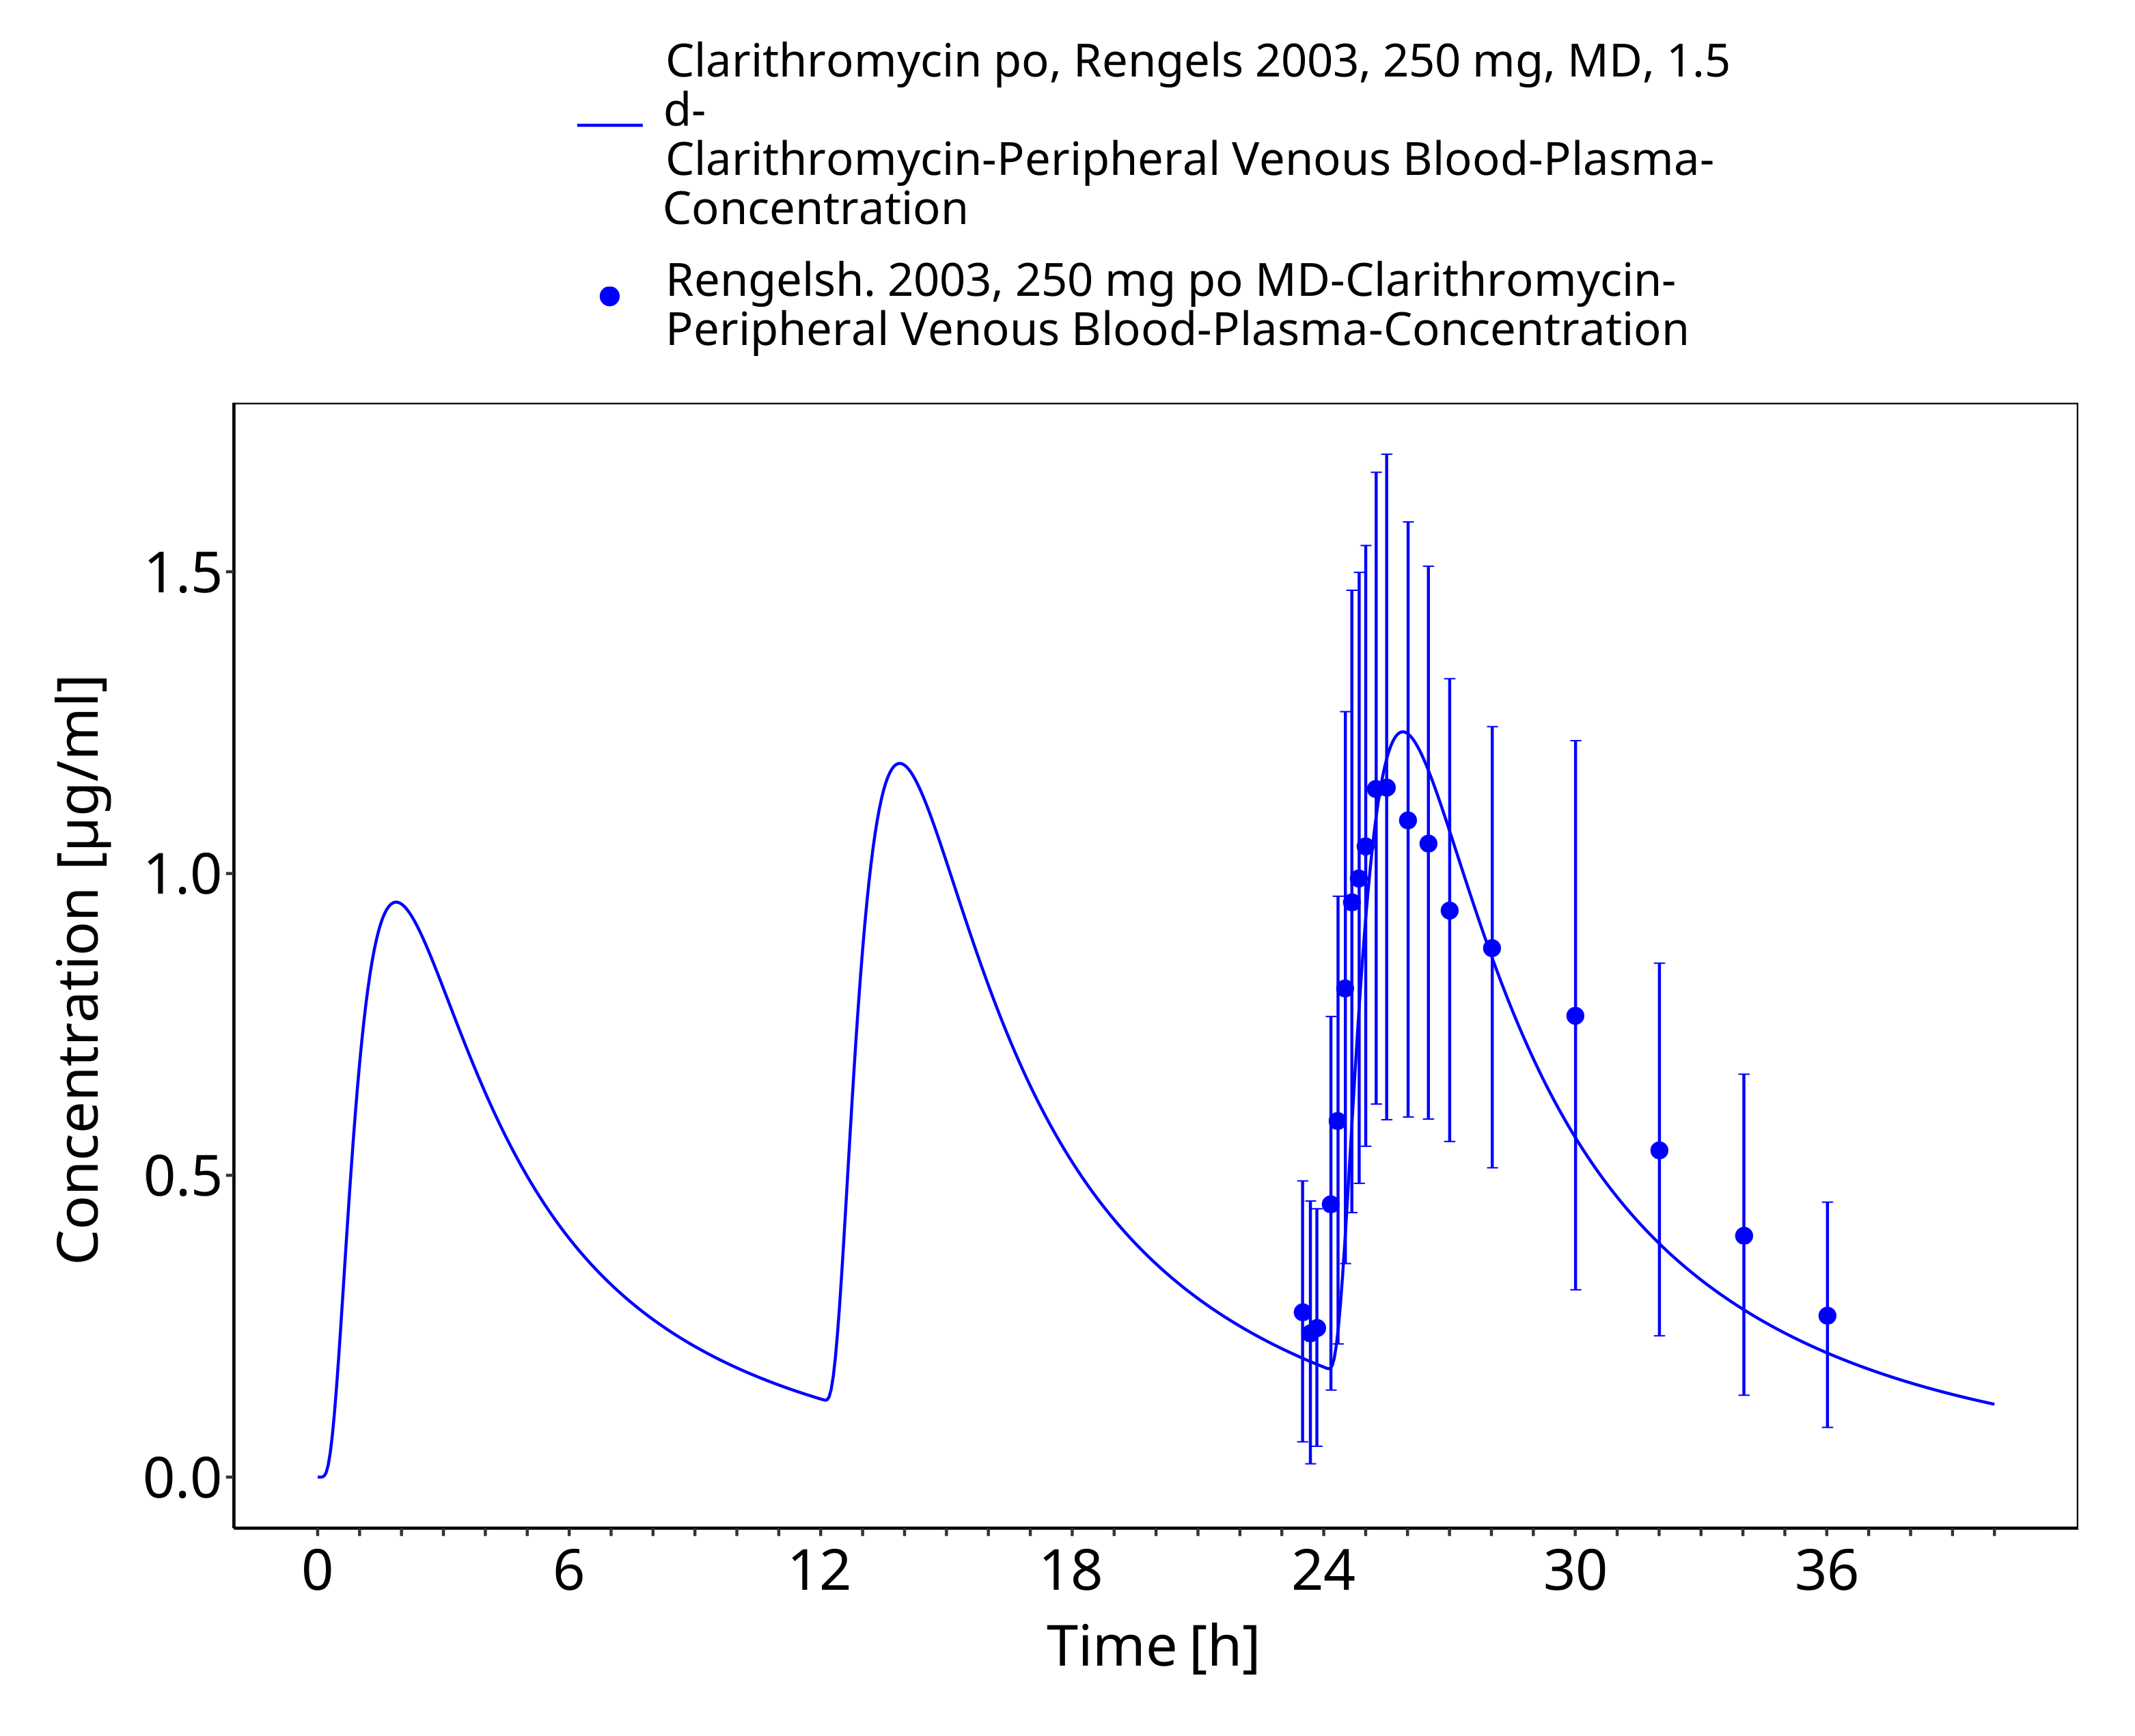 Clarithromycin po, Rengels 2003, 250 mg, MD, 1.5
d-
Clarithromycin-Peripheral Venous Blood-Plasma-
Concentration
Rengelsh. 2003, 250 mg po MD-Clarithromycin-
Peripheral Venous Blood-Plasma-Concentration
Concentration [µg/ml]
1.5
1.0
0.5
0.0
0 6 12 18 24 30 36
Time [h]